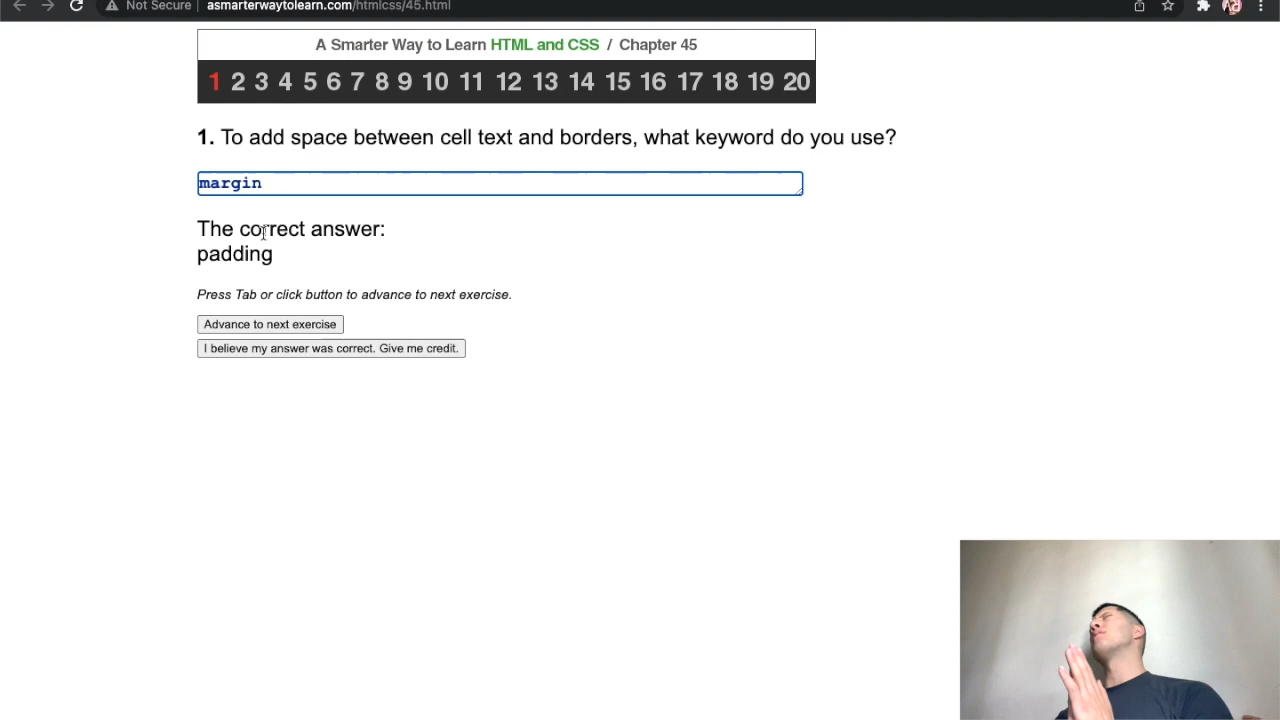 Not Secure asmarterwaytolearn.com/htmlcss/45.html
A Smarter Way to Learn HTML and CSS / Chapter 45
1 2 3 4 5 6 7 8 9 10 11 12 13 14 15 16 17 18 19 20
1. To add space between cell text and borders, what keyword do you use?
margin
The correct answer:
padding
Press Tab or click button to advance to next exercise.
Advance to next exercise
I believe my answer was correct. Give me credit.